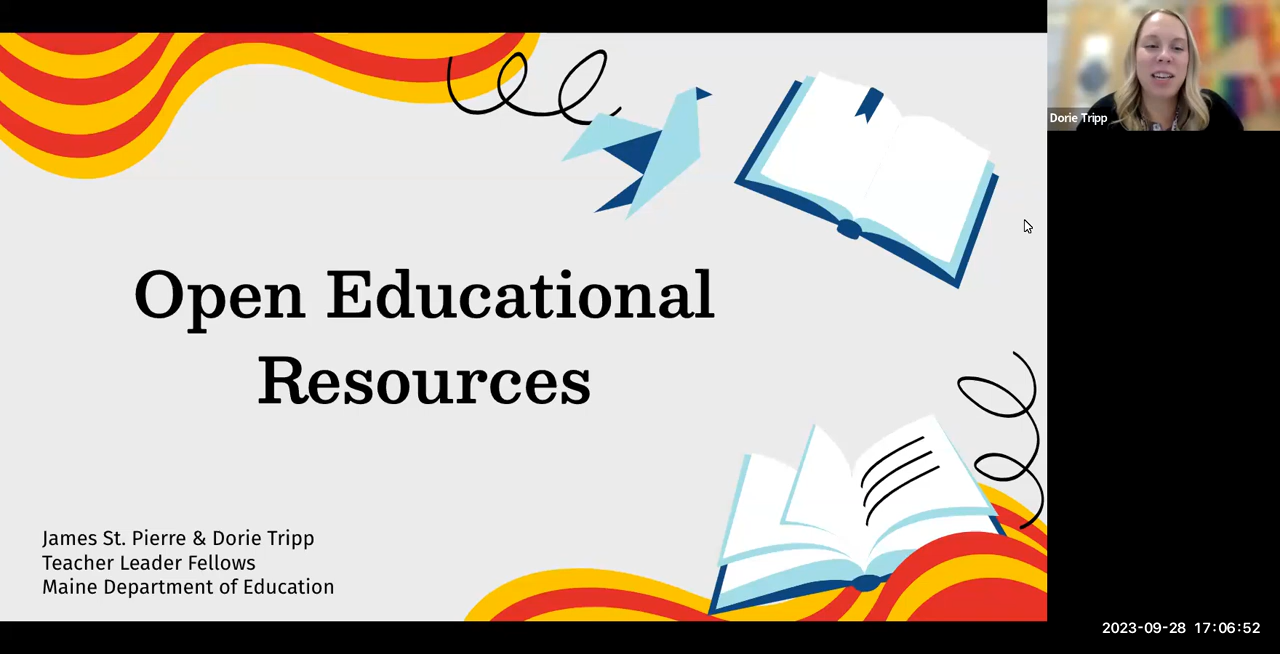 Dorie Tripp
Open Educational
Resources
James St. Pierre & Dorie Tripp
Teacher Leader Fellows
Maine Department of Education
2023-09-28 17:06:52